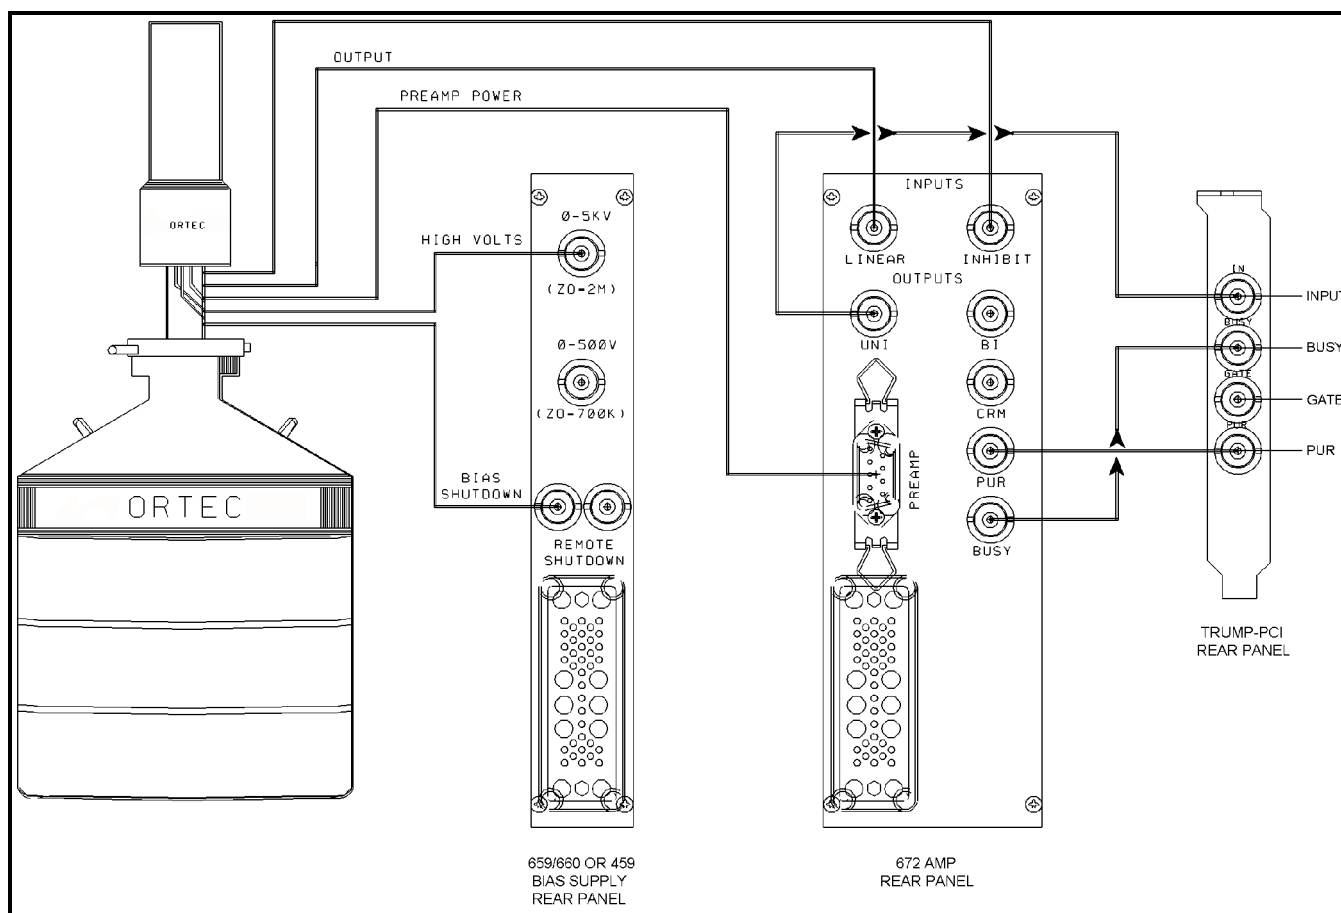 OUTPUT
PREAMP POWER
ORTEC
HIGH VOLTS
BIAS
SHUTDOWN
ORTEC
0-5KV
(ZO-2M)
0-500V
(ZO-700K)
REMOTE
SHUTDOWN
659/660 OR 459
BIAS SUPPLY
REAR PANEL
INPUTS
LINEAR
INHIBIT
OUTPUTS
UNI
BI
CRM
PREAMP
PUR
BUSY
672 AMP
REAR PANEL
IN
INPUT
BUSY
BUSY
GATE
GATE
PUR
PUR
TRUMP-PCI
REAR PANEL